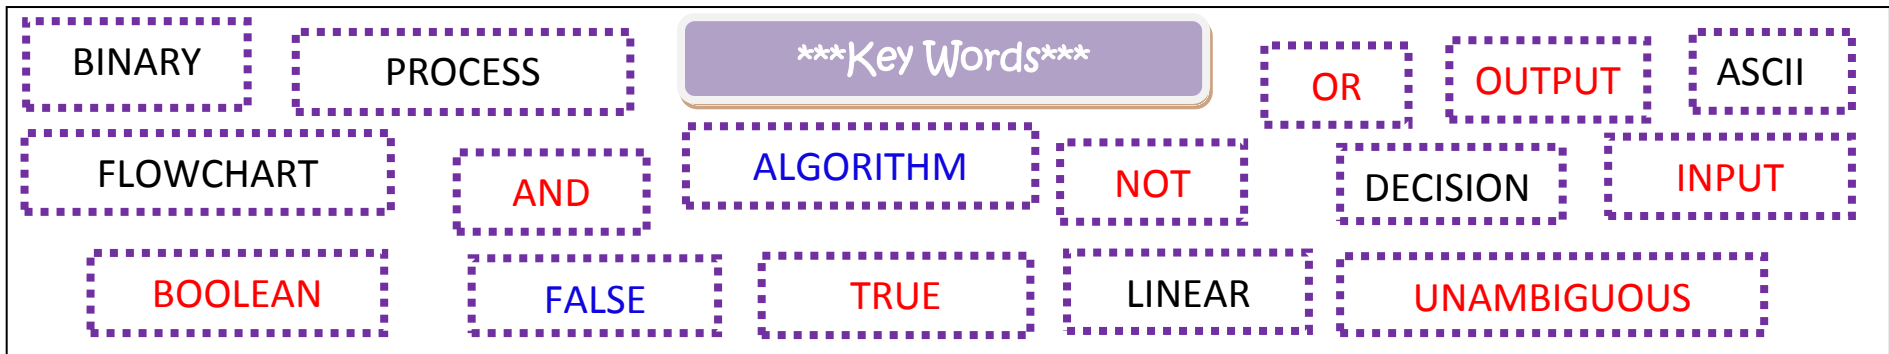 ***Key Words***
BINARY
PROCESS
OR
OUTPUT
ASCII
FLOWCHART
AND
ALGORITHM
NOT
DECISION
INPUT
BOOLEAN
FALSE
TRUE
LINEAR
UNAMBIGUOUS